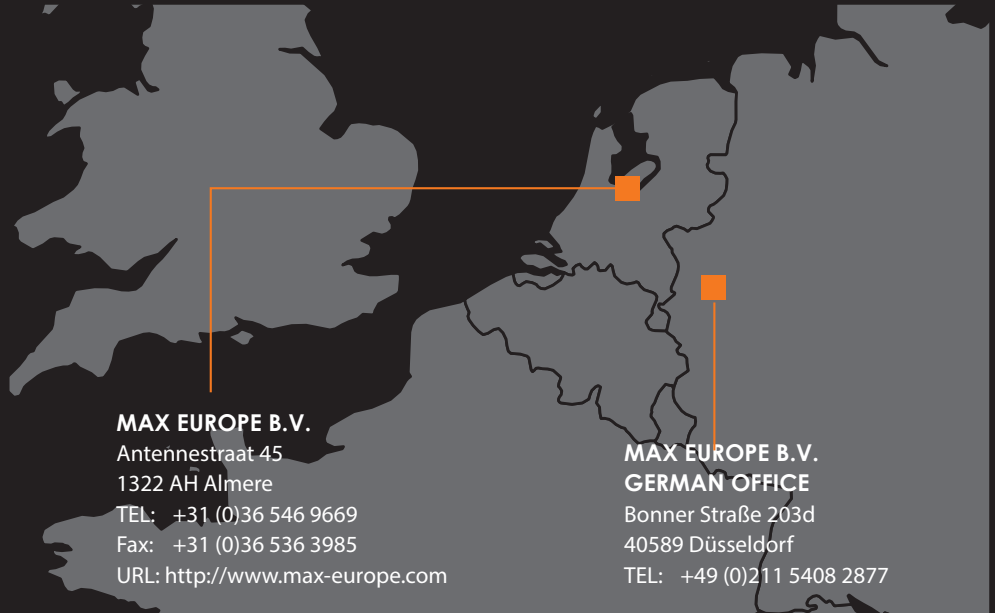 MAX EUROPE B.V.
Antennestraat 45
1322 AH Almere
TEL: +31 (0)36 546 9669
Fax: +31 (0)36 536 3985
URL: http://www.max-europe.com
MAX EUROPE B.V.
GERMAN OFFICE
Bonner Straße 203d
40589 Düsseldorf
TEL: +49 (0)211 5408 2877